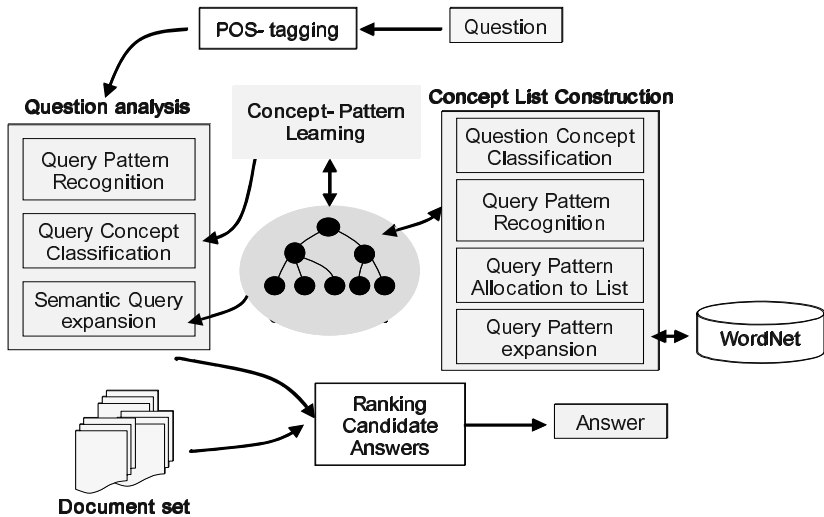 POS- tagging
Question
Question analysis
Query Pattern
Recognition
Query Concept
Classification
Semantic Query
expansion
Concept- Pattern
Learning
Concept List Construction
Question Concept
Classification
Query Pattern
Recognition
Query Pattern
Allocation to List
Query Pattern
expansion
WordNet
Ranking
Candidate
Answers
Answer
Document set